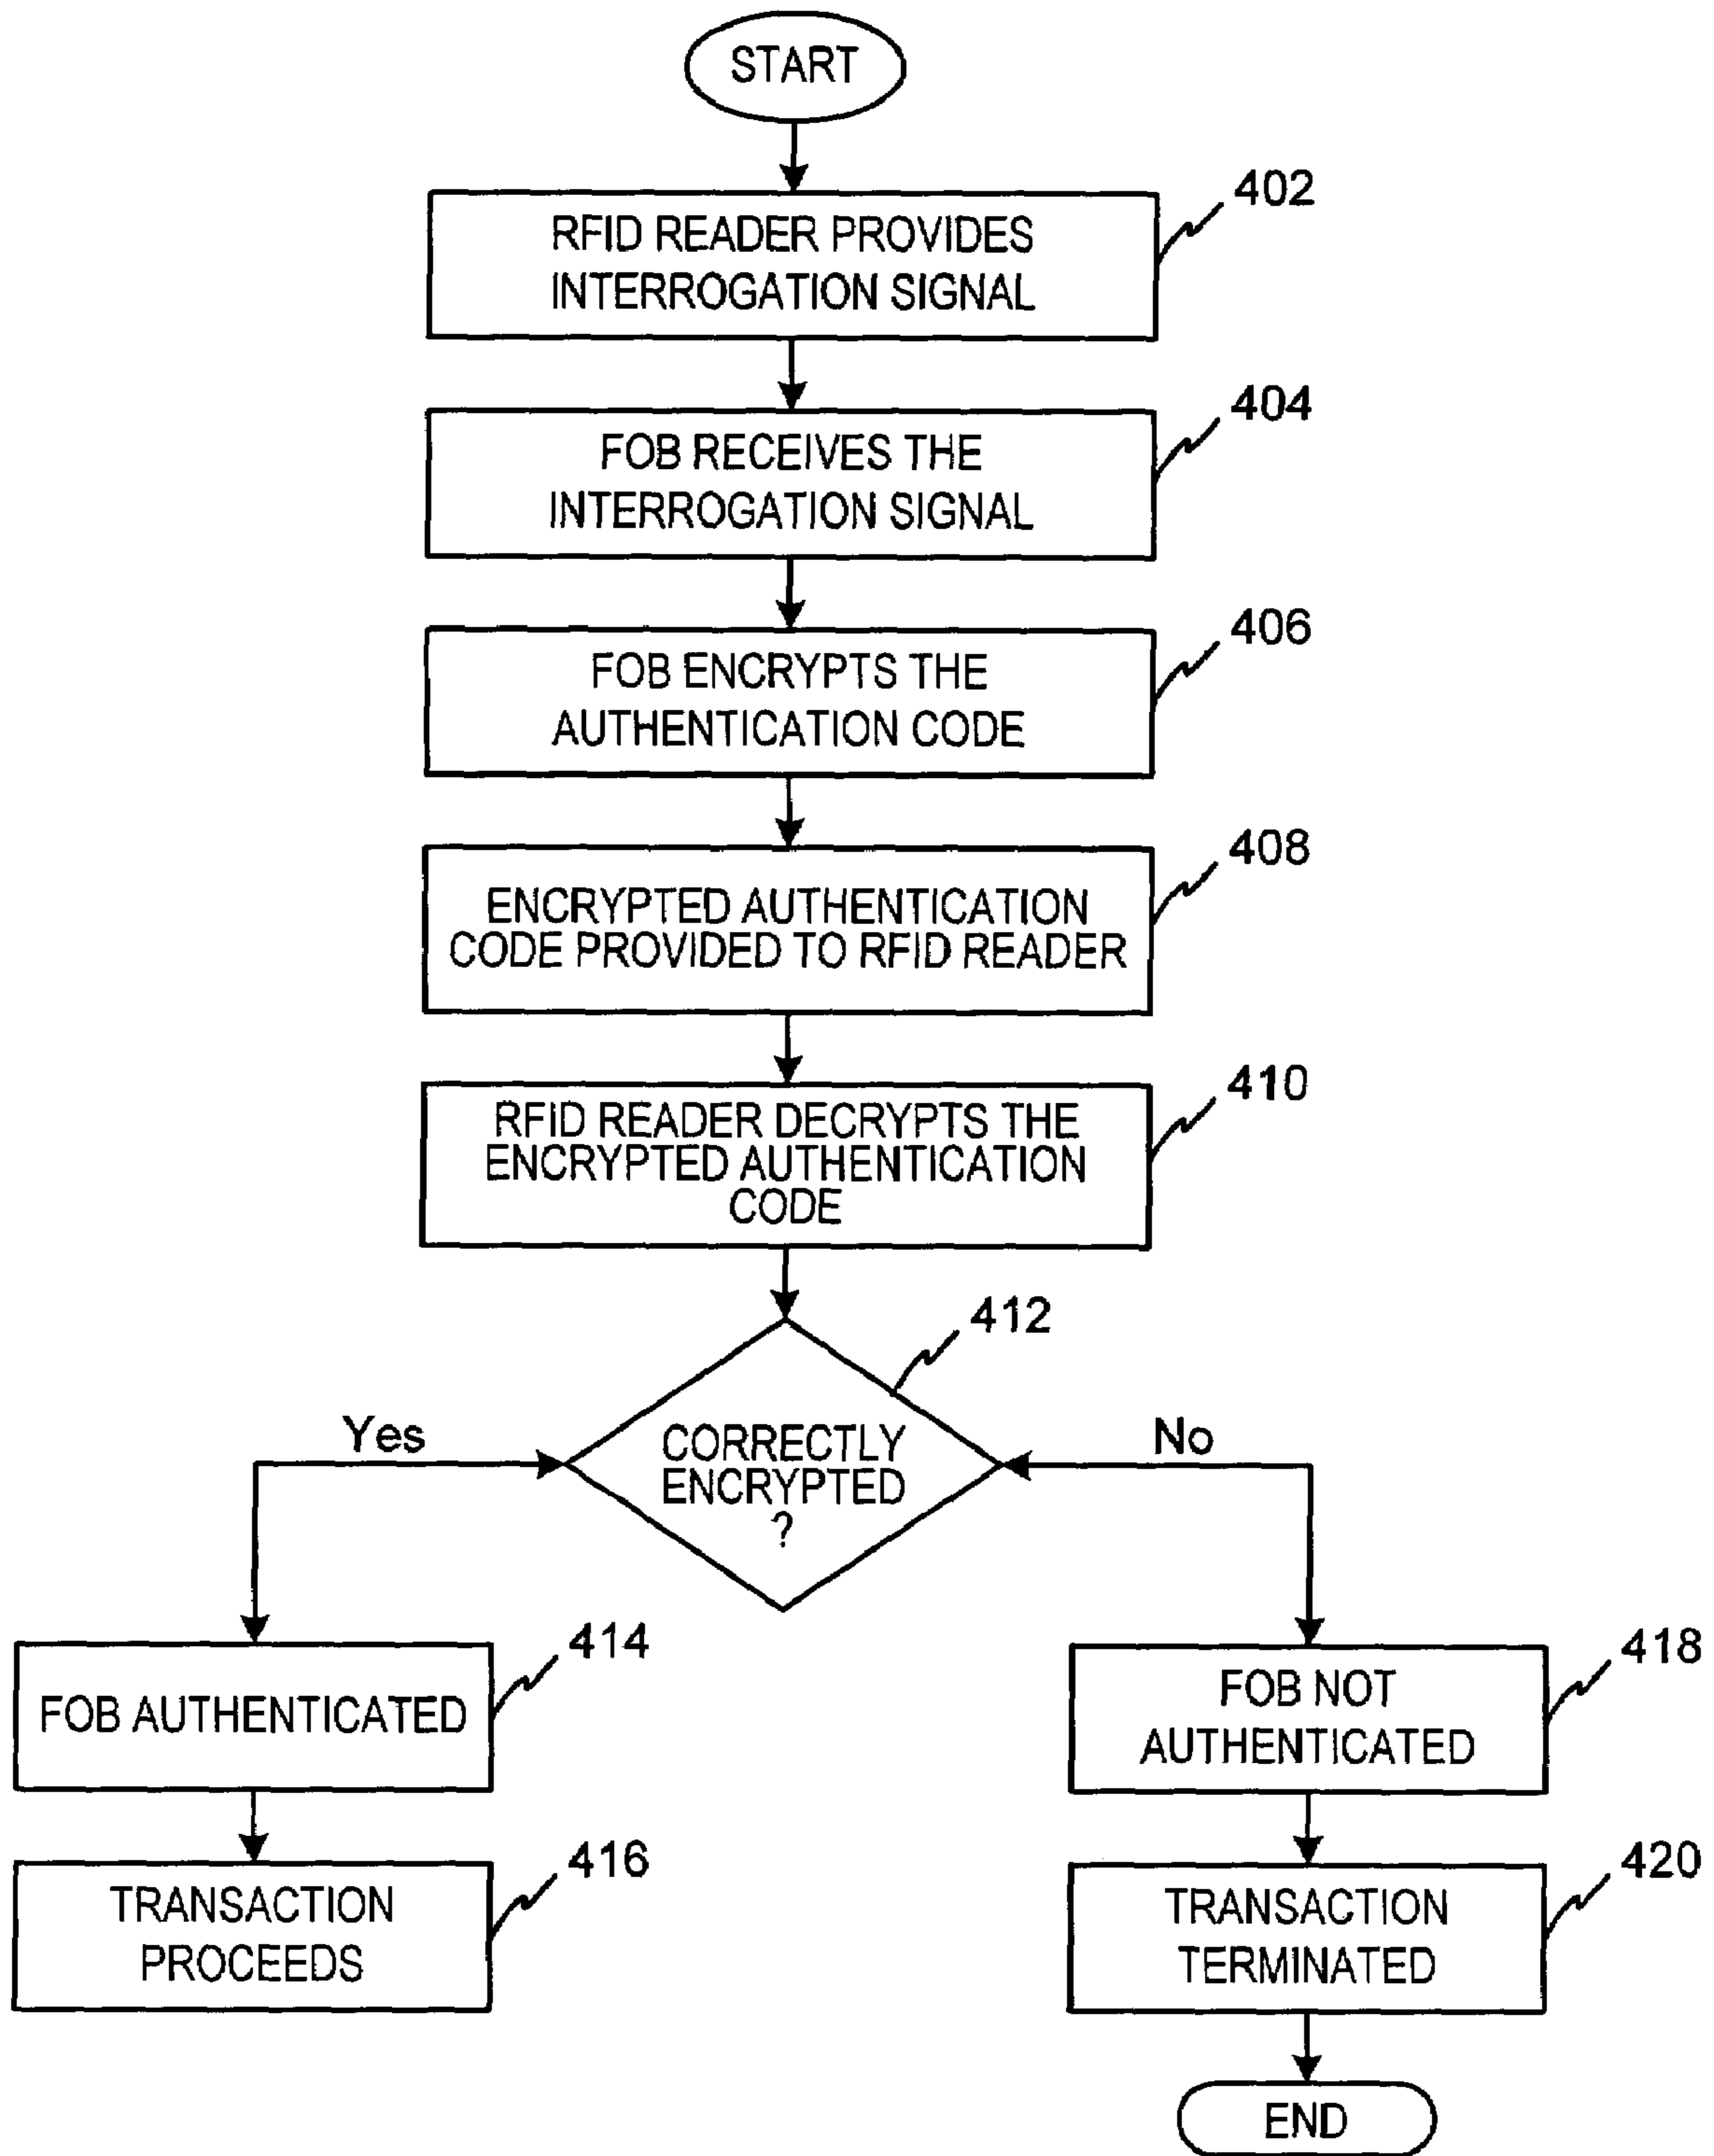 START
402
RFID READER PROVIDES
INTERROGATION SIGNAL
404
FOB RECEIVES THE
INTERROGATION SIGNAL
406
FOB ENCRYPTS THE
AUTHENTICATION CODE
408
ENCRYPTED AUTHENTICATION
CODE PROVIDED TO RFID READER
410
RFID READER DECRYPTS THE
ENCRYPTED AUTHENTICATION
CODE
412
CORRECTLY
ENCRYPTED
?
Yes
No
414
FOB AUTHENTICATED
418
FOB NOT
AUTHENTICATED
416
TRANSACTION
PROCEEDS
420
TRANSACTION
TERMINATED
END